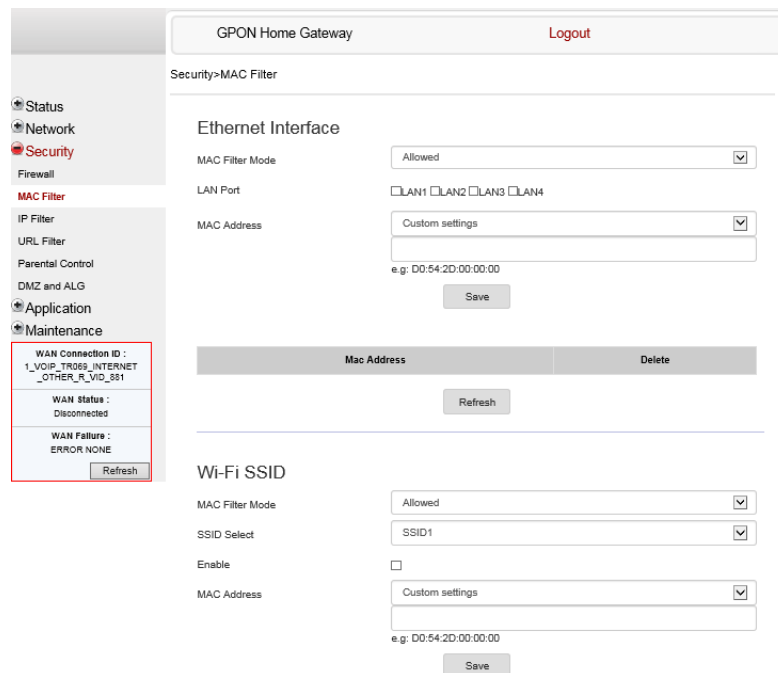 GPON Home Gateway
Logout
Security>MAC Filter
Status
Network
Security
Firewall
MAC Filter
IP Filter
URL Filter
Parental Control
DMZ and ALG
Application
Maintenance
WAN Connection ID :
1_VOIP_TR069_INTERNET
_OTHER_R_VID_881
WAN Status :
Disconnected
WAN Failure :
ERROR NONE
Refresh
Ethernet Interface
MAC Filter Mode
Allowed
LAN Port
LAN1 LAN2 LAN3 LAN4
MAC Address
Custom settings
e.g: D0:54:2D:00:00:00
Save
Mac Address
Delete
Refresh
Wi-Fi SSID
MAC Filter Mode
Allowed
SSID Select
SSID1
Enable
MAC Address
Custom settings
e.g: D0:54:2D:00:00:00
Save